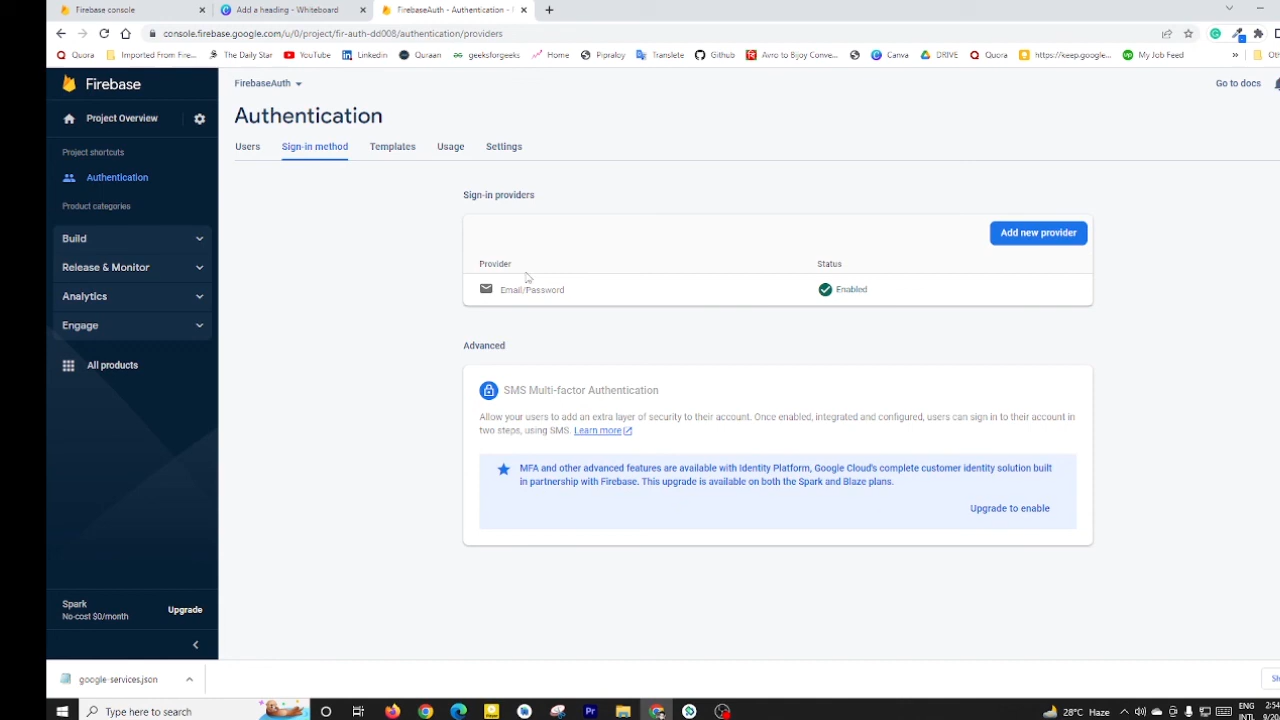 Firebase console
Add a heading - Whiteboard
FirebaseAuth - Authentication -
console.firebase.google.com/u/0/project/fir-auth-dd008/authentication/providers
Quora
Imported From Fire...
The Daily Star
YouTube
Linkedin
Ouraan
geeksforgeeks
Home
Pipraloy
Translate
Github
Avro to Bijoy Conve...
Canva
DRIVE
Quora
https://keep.google...
My Job Feed
»
Firebase
FirebaseAuth
Go to docs
Project Overview
Authentication
Users
Sign-in method
Templates
Usage
Settings
Project shortcuts
Authentication
Product categories
Build
Release & Monitor
Analytics
Engage
All products
Sign-in providers
Add new provider
Provider
Status
Email/Password
Enabled
Advanced
SMS Multi-factor Authentication
Allow your users to add an extra layer of security to their account. Once enabled, integrated and configured, users can sign in to their account in
two steps, using SMS. Learn more
MFA and other advanced features are available with Identity Platform, Google Cloud's complete customer identity solution built
in partnership with Firebase. This upgrade is available on both the Spark and Blaze plans.
Upgrade to enable
Spark
No-cost $0/month
Upgrade
google-services.json
Type here to search
28°C Haze
ENG